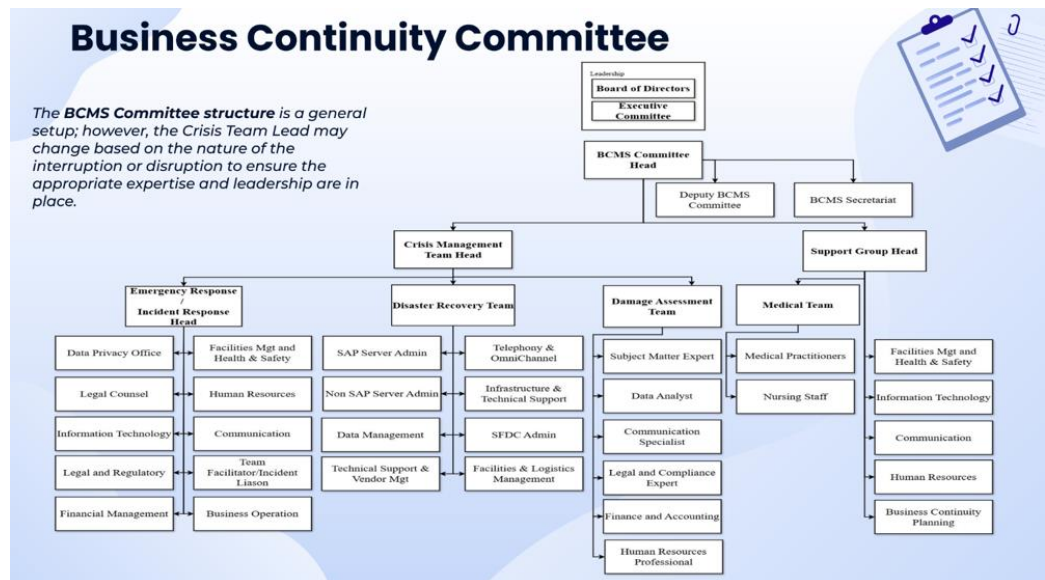 Business Continuity Committee
The BCMS Committee structure is a general
setup; however, the Crisis Team Lead may
change based on the nature of the
interruption or disruption to ensure the
appropriate expertise and leadership are in
place.
Leadership
Board of Directors
Executive
Committee
BCMS Committee
Head
Deputy BCMS
Committee
BCMS Secretariat
Crisis Management
Team Head
Support Group Head
Emergency Response
/
Incident Response
Head
Disaster Recovery Team
Damage Assessment
Team
Medical Team
Data Privacy Office
Facilities Mgt and
Health & Safety
Legal Counsel
Human Resources
Information Technology
Communication
Legal and Regulatory
Team
Facilitator/Incident
Liason
Financial Management
Business Operation
SAP Server Admin
Telephony &
OmniChannel
Non SAP Server Admin
Infrastructure &
Technical Support
Data Management
SFDC Admin
Technical Support &
Vendor Mgt
Facilities & Logistics
Management
Subject Matter Expert
Data Analyst
Communication
Specialist
Legal and Compliance
Expert
Finance and Accounting
Human Resources
Professional
Medical Practitioners
Nursing Staff
Facilities Mgt and
Health & Safety
Information Technology
Communication
Human Resources
Business Continuity
Planning